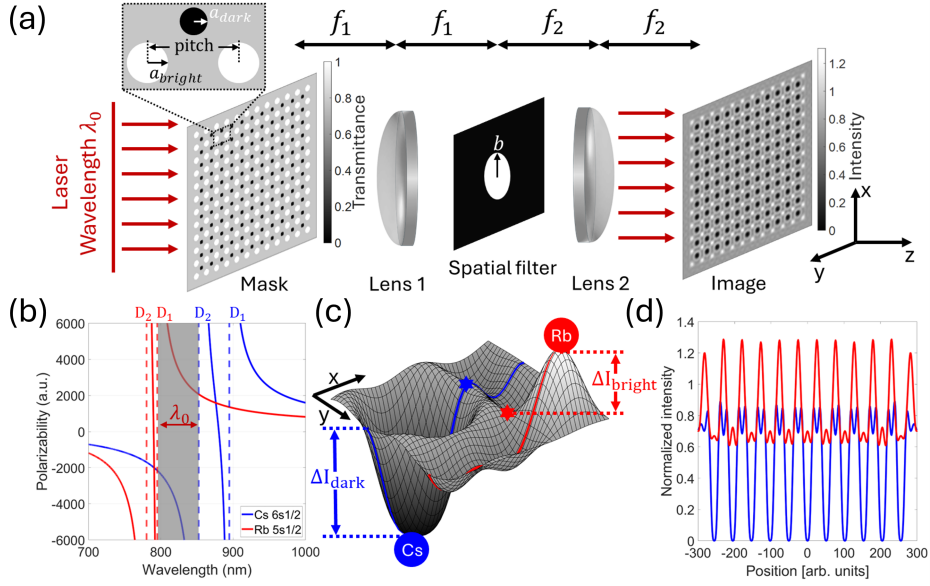 (a)
a_dark
pitch
a_bright
f_1
f_1
f_2
f_2
Laser
Wavelength λ_0
1
0.8
0.6
0.4
0.2
0
Transmittance
b
1.2
1
0.8
0.6
0.4
0.2
0
Intensity
x
y
z
Mask
Lens 1
Spatial filter
Lens 2
Image
(b)
D_2
D_1
D_2
D_1
6000
4000
2000
0
-2000
-4000
-6000
Polarizability (a.u.)
λ_0
Cs 6s1/2
Rb 5s1/2
700
800
900
1000
Wavelength (nm)
(c)
x
y
Rb
ΔI_bright
ΔI_dark
Cs
(d)
1.4
1.2
1
0.8
0.6
0.4
0.2
0
Normalized intensity
-300
-200
-100
0
100
200
300
Position [arb. units]